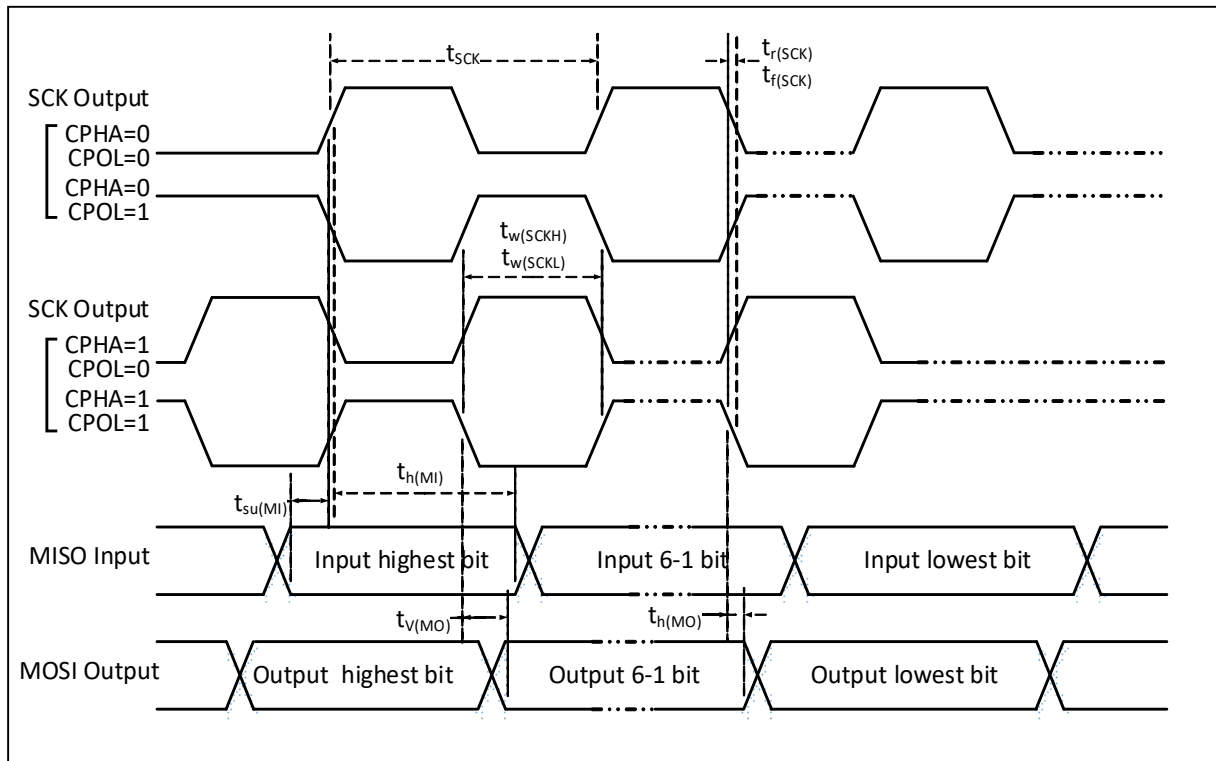 tSCK
tr(SCK)
tf(SCK)
SCK Output
CPHA=0
CPOL=0
CPHA=0
CPOL=1
tw(SCKH)
tw(SCKL)
SCK Output
CPHA=1
CPOL=0
CPHA=1
CPOL=1
th(MI)
tsu(MI)
MISO Input
Input highest bit
Input 6-1 bit
Input lowest bit
tV(MO)
th(MO)
MOSI Output
Output highest bit
Output 6-1 bit
Output lowest bit